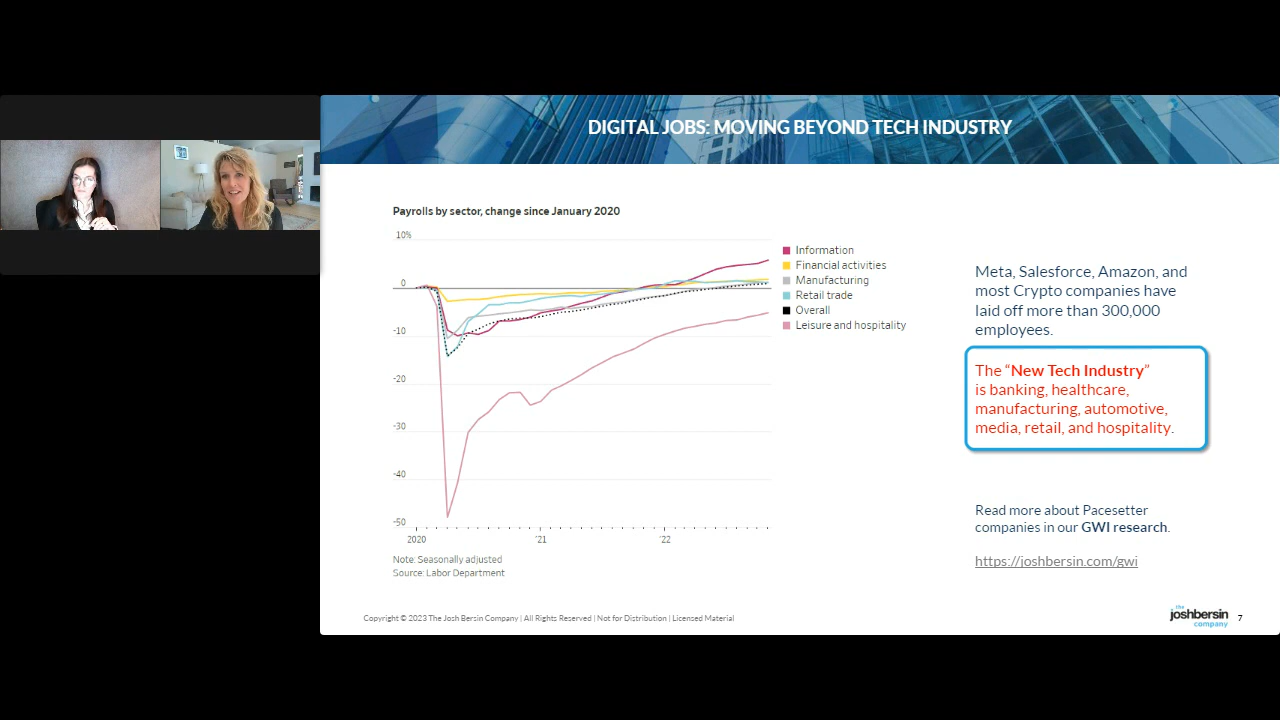 DIGITAL JOBS: MOVING BEYOND TECH INDUSTRY
Payrolls by sector, change since January 2020
10%
0
-10
-20
-30
-40
-50
2020
'21
'22
Information
Financial activities
Manufacturing
Retail trade
Overall
Leisure and hospitality
Note: Seasonally adjusted
Source: Labor Department
Meta, Salesforce, Amazon, and
most Crypto companies have
laid off more than 300,000
employees.
The “New Tech Industry”
is banking, healthcare,
manufacturing, automotive,
media, retail, and hospitality.
Read more about Pacesetter
companies in our GWI research.
https://joshbersin.com/gwi
Copyright © 2023 The Josh Bersin Company | All Rights Reserved | Not for Distribution | Licensed Material
the
joshbersin
company
7